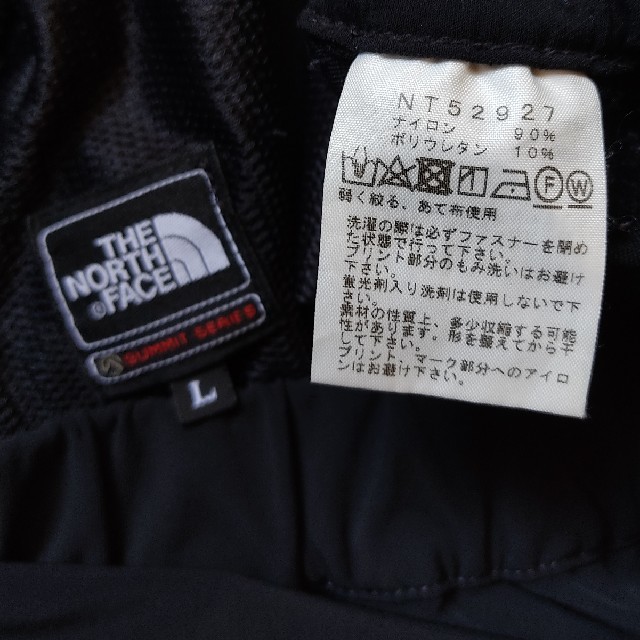 THE
NORTH
FACE
SUMMIT SERIES
L
NT52927
ナイロン 90%
ポリウレタン 10%
F W
弱く絞る、あて布使用
洗濯の際は必ずファスナーを閉め
た状態で行って下さい。
プリント部分のもみ洗いはお避け
下さい。
蛍光剤入り洗剤は使用しないで下
さい。
素材の性質上、多少収縮する可能
性があります。形を整えてから干
して下さい。
プリント、マーク部分へのアイロ
ンはお避け下さい。